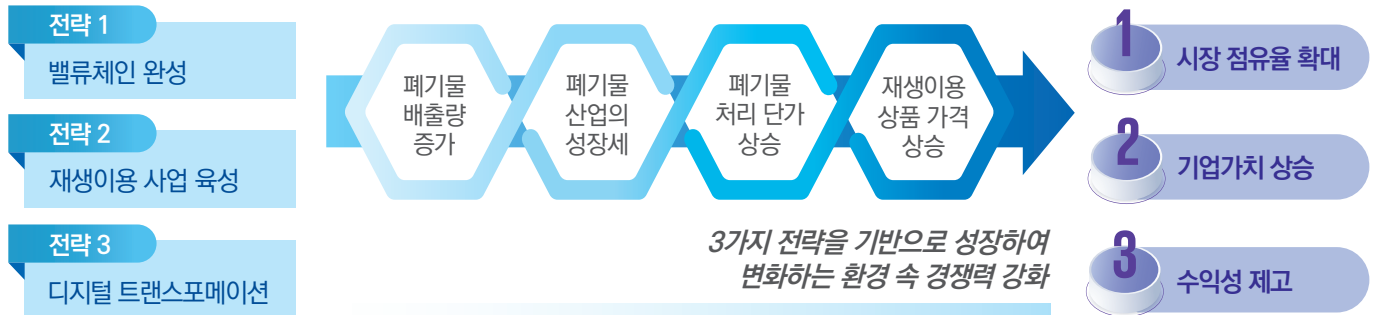 전략 1
밸류체인 완성
전략 2
재생이용 사업 육성
전략 3
디지털 트랜스포메이션
폐기물
배출량
증가
폐기물
산업의
성장세
폐기물
처리 단가
상승
재생이용
상품 가격
상승
3가지 전략을 기반으로 성장하여
변화하는 환경 속 경쟁력 강화
1
시장 점유율 확대
2
기업가치 상승
3
수익성 제고